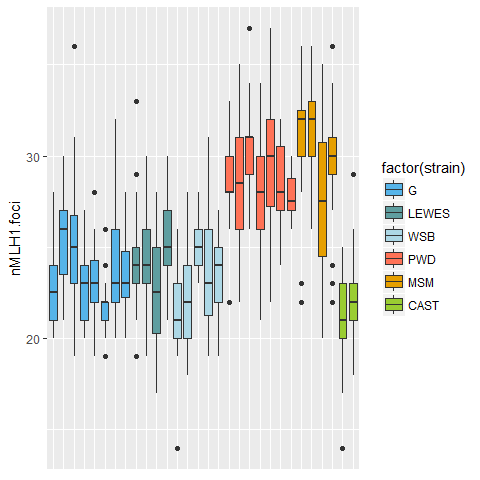 nMLH1.foci
30
20
factor(strain)
G
LEWES
WSB
PWD
MSM
CAST